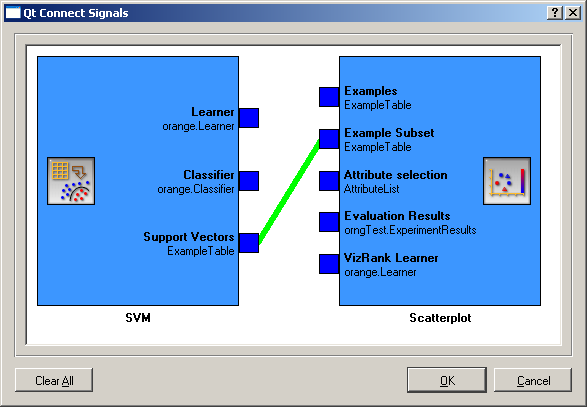 Qt Connect Signals
Learner
orange.Learner
Classifier
orange.Classifier
Support Vectors
ExampleTable
SVM
Examples
ExampleTable
Example Subset
ExampleTable
Attribute selection
AttributeList
Evaluation Results
orngTest.ExperimentResults
VizRank Learner
orange.Learner
Scatterplot
Clear All
OK
Cancel